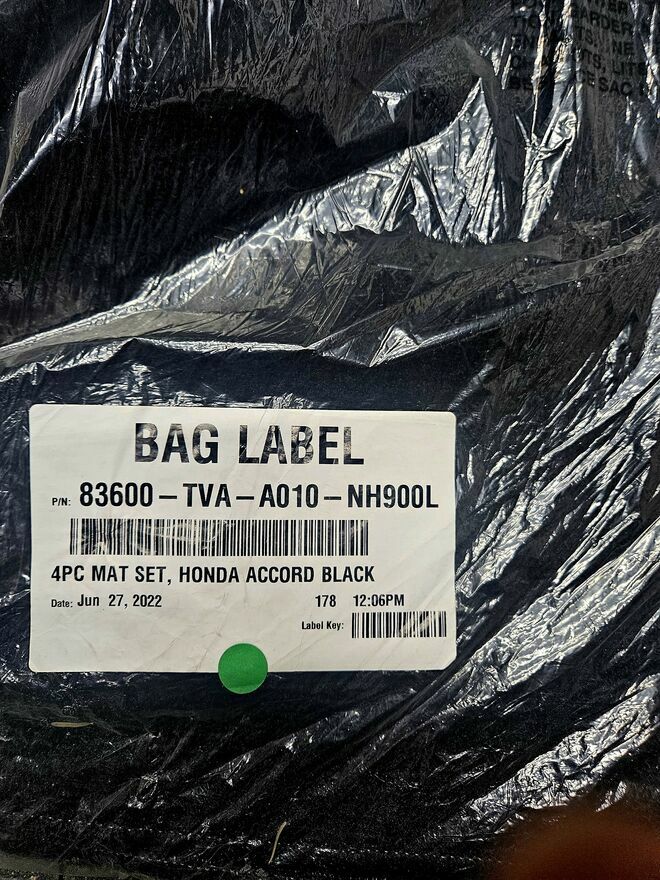 BAG LABEL
P/N: 83600-TVA-A010-NH900L
4PC MAT SET, HONDA ACCORD BLACK
Date: Jun 27, 2022 178 12:06PM
Label Key: